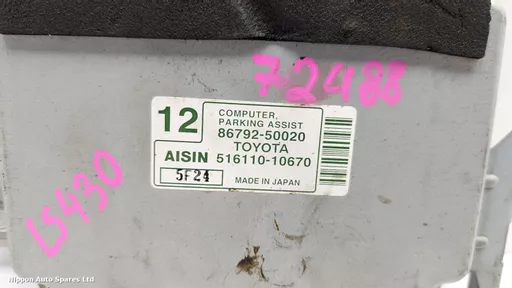 72488
12
COMPUTER,
PARKING ASSIST
86792-50020
TOYOTA
AISIN 516110-10670
5F24
MADE IN JAPAN
LS430
Nippon Auto Spares Ltd